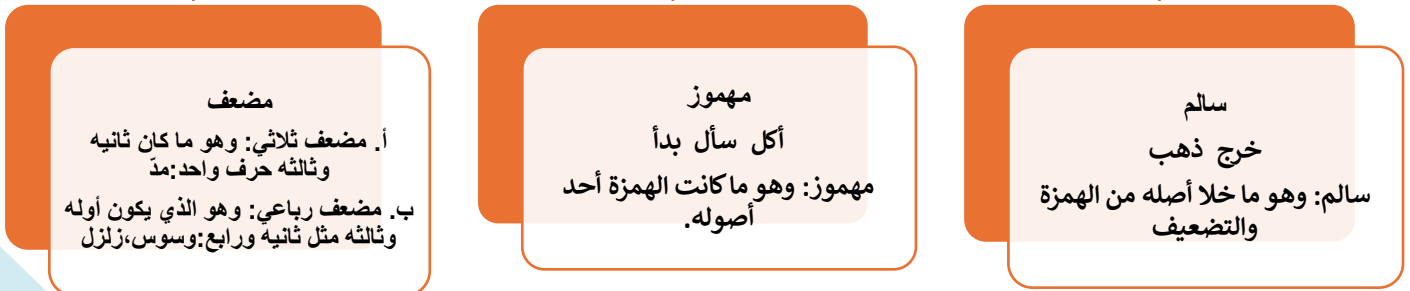 سالم
خرج ذهب
سالم: وهو ما خلا أصله من الهمزة
والتضعيف
مهموز
أكل سأل بدأ
مهموز: وهو ما كانت الهمزة أحد
أصوله.
مضعف
أ. مضعف ثلاثي: وهو ما كان ثانيه
وثالثه حرف واحد:مدّ
ب. مضعف رباعي: وهو الذي يكون أوله
وثالثه مثل ثانيه ورابع:وسوس،زلزل